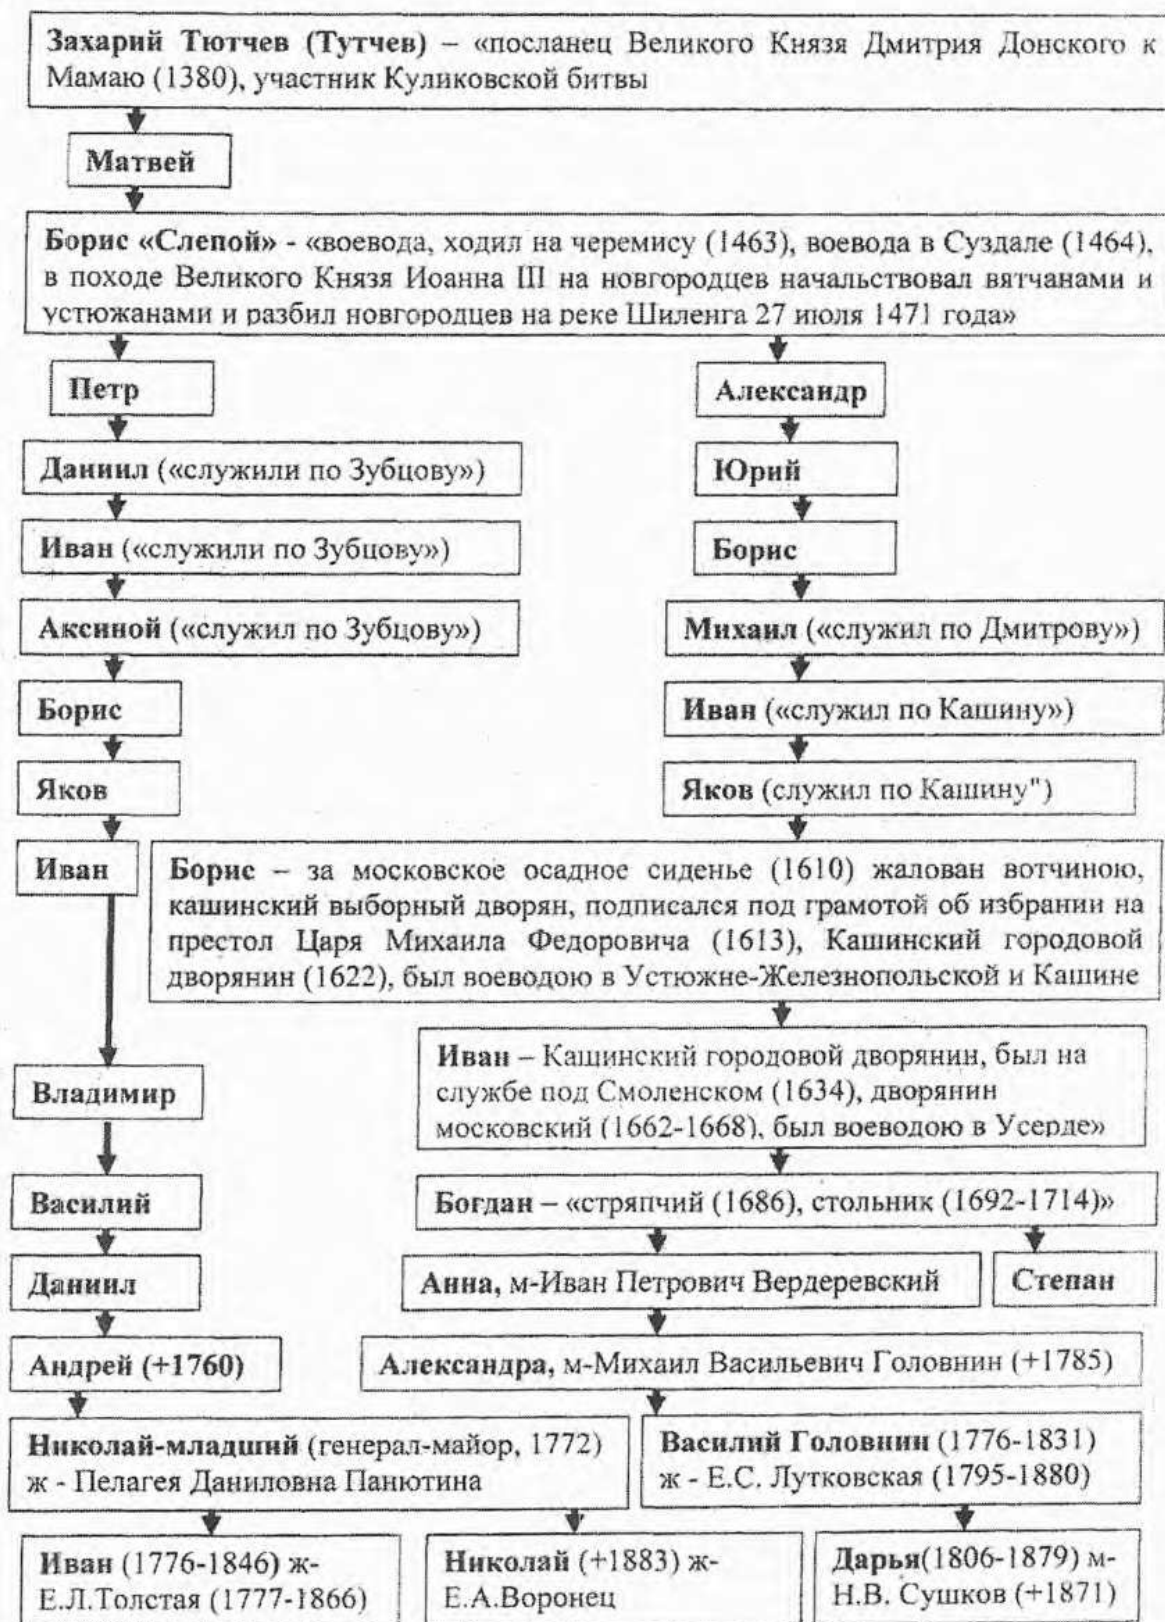 Захарий Тютчев (Тутчев) – «посланец Великого Князя Дмитрия Донского к
Мамаю (1380), участник Куликовской битвы
Матвей
Борис «Слепой» - «воевода, ходил на черемису (1463), воевода в Суздале (1464),
в походе Великого Князя Иоанна III на новгородцев начальствовал вятчанами и
устюжанами и разбил новгородцев на реке Шиленга 27 июля 1471 года»
Петр
Александр
Даниил («служили по Зубцову»)
Юрий
Иван («служили по Зубцову»)
Борис
Аксиной («служил по Зубцову»)
Михаил («служил по Дмитрову»)
Борис
Иван («служил по Кашину»)
Яков
Яков (служил по Кашину")
Иван
Борис – за московское осадное сиденье (1610) жалован вотчиною,
кашинский выборный дворян, подписался под грамотой об избрании на
престол Царя Михаила Федоровича (1613), Кашинский городовой
дворянин (1622), был воеводою в Устюжне-Железнопольской и Кашине
Иван – Кашинский городовой дворянин, был на
службе под Смоленском (1634), дворянин
московский (1662-1668), был воеводою в Усерде»
Владимир
Василий
Богдан – «стряпчий (1686), стольник (1692-1714)»
Даниил
Анна, м-Иван Петрович Вердеревский
Степан
Андрей (+1760)
Александра, м-Михаил Васильевич Головнин (+1785)
Николай-младший (генерал-майор, 1772)
ж - Пелагея Даниловна Панютина
Василий Головнин (1776-1831)
ж - Е.С. Лутковская (1795-1880)
Иван (1776-1846) ж-
Е.Л.Толстая (1777-1866)
Николай (+1883) ж-
Е.А.Воронец
Дарья(1806-1879) м-
Н.В. Сушков (+1871)